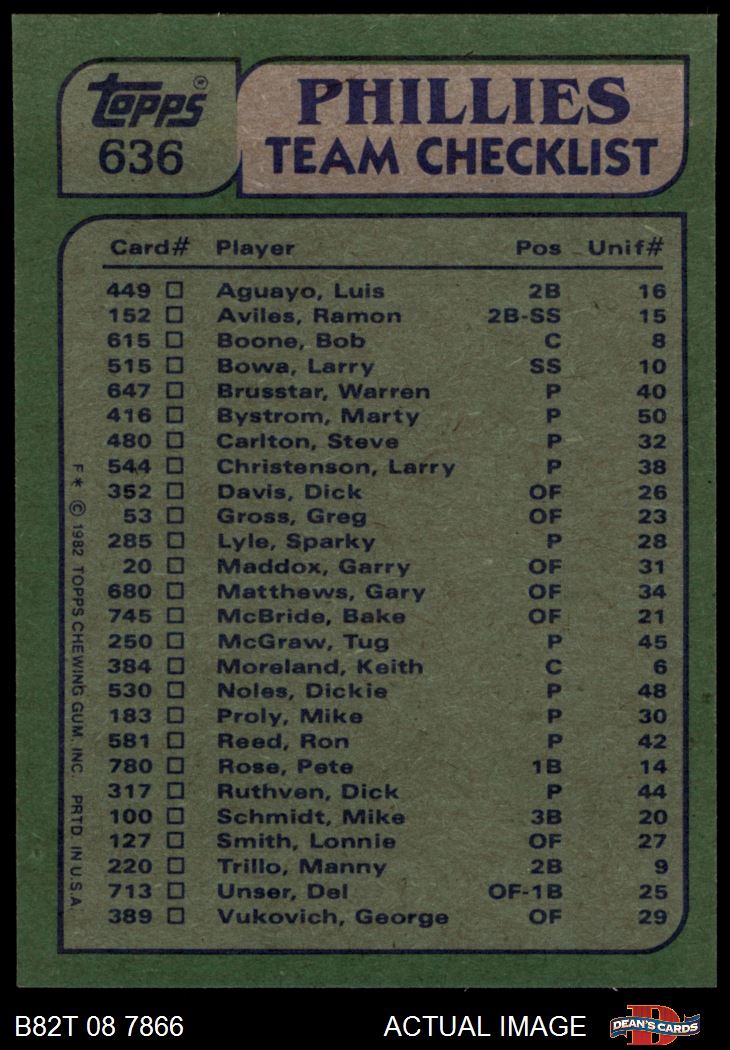 TOPPS®
636
PHILLIES
TEAM CHECKLIST
Card# Player Pos Unif#
449 Aguayo, Luis 2B 16
152 Aviles, Ramon 2B-SS 15
615 Boone, Bob C 8
515 Bowa, Larry SS 10
647 Brusstar, Warren P 40
416 Bystrom, Marty P 50
480 Carlton, Steve P 32
544 Christenson, Larry P 38
352 Davis, Dick OF 26
53 Gross, Greg OF 23
285 Lyle, Sparky P 28
20 Maddox, Garry OF 31
680 Matthews, Gary OF 34
745 McBride, Bake OF 21
250 McGraw, Tug P 45
384 Moreland, Keith C 6
530 Noles, Dickie P 48
183 Proly, Mike P 30
581 Reed, Ron P 42
780 Rose, Pete 1B 14
317 Ruthven, Dick P 44
100 Schmidt, Mike 3B 20
127 Smith, Lonnie OF 27
220 Trillo, Manny 2B 9
713 Unser, Del OF-1B 25
389 Vukovich, George OF 29
F * © 1982 TOPPS CHEWING GUM, INC. PRTD. IN U.S.A.
B82T 08 7866 ACTUAL IMAGE
DEAN'S CARDS